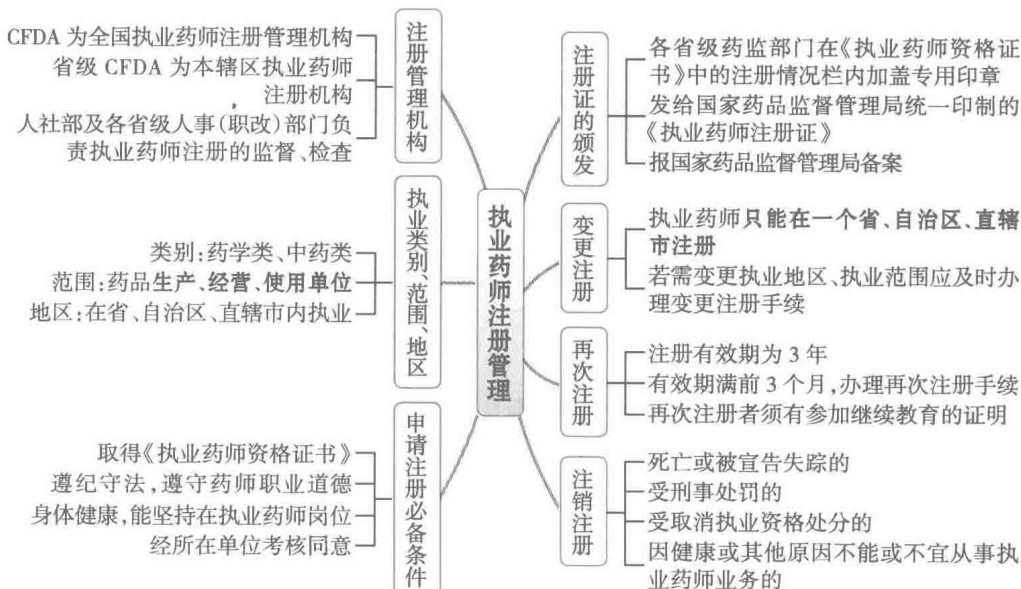 执业药师注册管理
注册管理机构
CFDA 为全国执业药师注册管理机构
省级 CFDA 为本辖区执业药师
注册机构
人社部及各省级人事(职改)部门负
责执业药师注册的监督、检查
执业类别、范围、地区
类别:药学类、中药类
范围:药品生产、经营、使用单位
地区:在省、自治区、直辖市内执业
申请注册必备条件
取得《执业药师资格证书》
遵纪守法,遵守药师职业道德
身体健康,能坚持在执业药师岗位
经所在单位考核同意
注册证的颁发
各省级药监部门在《执业药师资格证
书》中的注册情况栏内加盖专用印章
发给国家药品监督管理局统一印制的
《执业药师注册证》
报国家药品监督管理局备案
变更注册
执业药师只能在一个省、自治区、直辖
市注册
若需变更执业地区、执业范围应及时办
理变更注册手续
再次注册
注册有效期为 3 年
有效期满前 3 个月,办理再次注册手续
再次注册者须有参加继续教育的证明
注销注册
死亡或被宣告失踪的
受刑事处罚的
受取消执业资格处分的
因健康或其他原因不能或不宜从事执
业药师业务的